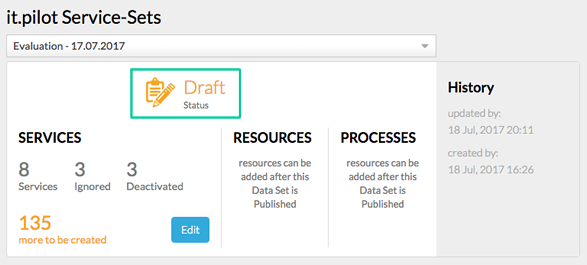 it.pilot Service-Sets
Evaluation - 17.07.2017
Draft
Status
SERVICES
8
Services
3
Ignored
3
Deactivated
135
more to be created
Edit
RESOURCES
resources can be
added after this
Data Set is
Published
PROCESSES
resources can be
added after this
Data Set is
Published
History
updated by:
18 Jul, 2017 20:11
created by:
18 Jul, 2017 16:26